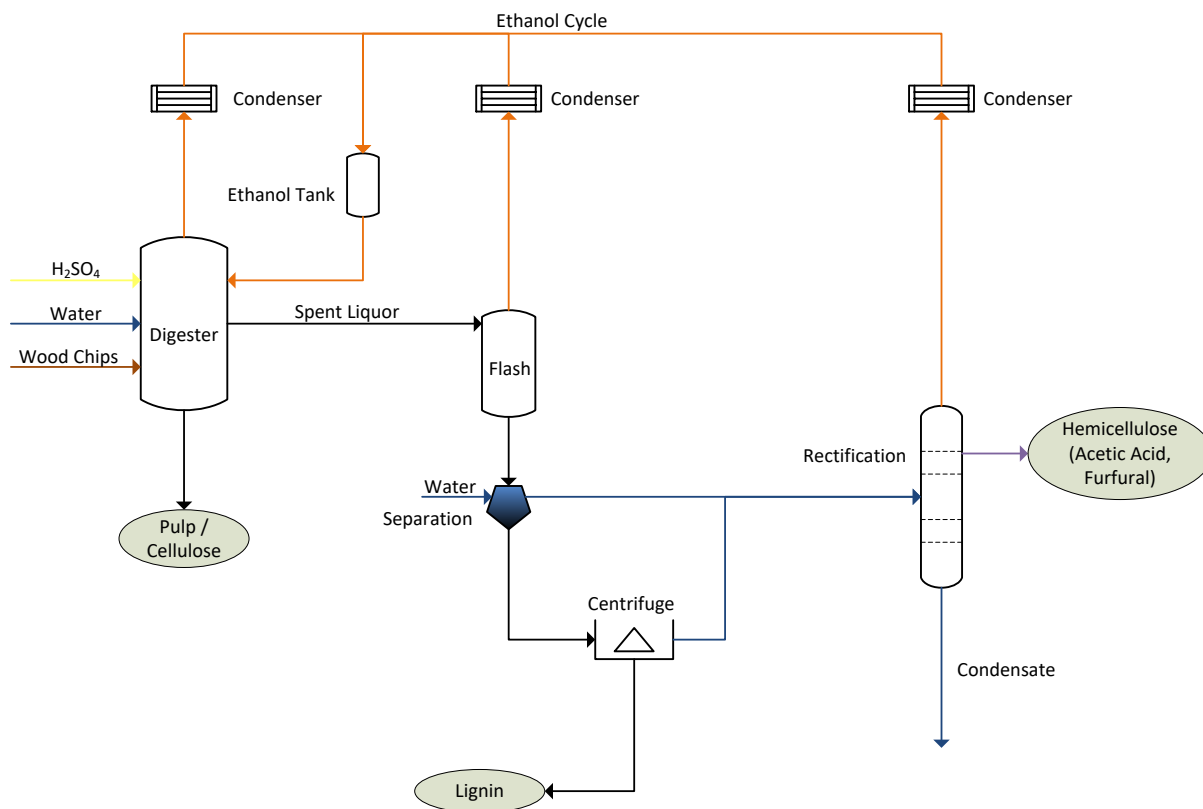 Ethanol Cycle
Condenser
Condenser
Condenser
Ethanol Tank
H₂SO₄
Water
Wood Chips
Digester
Spent Liquor
Flash
Rectification
Hemicellulose
(Acetic Acid,
Furfural)
Water
Separation
Pulp /
Cellulose
Centrifuge
Condensate
Lignin